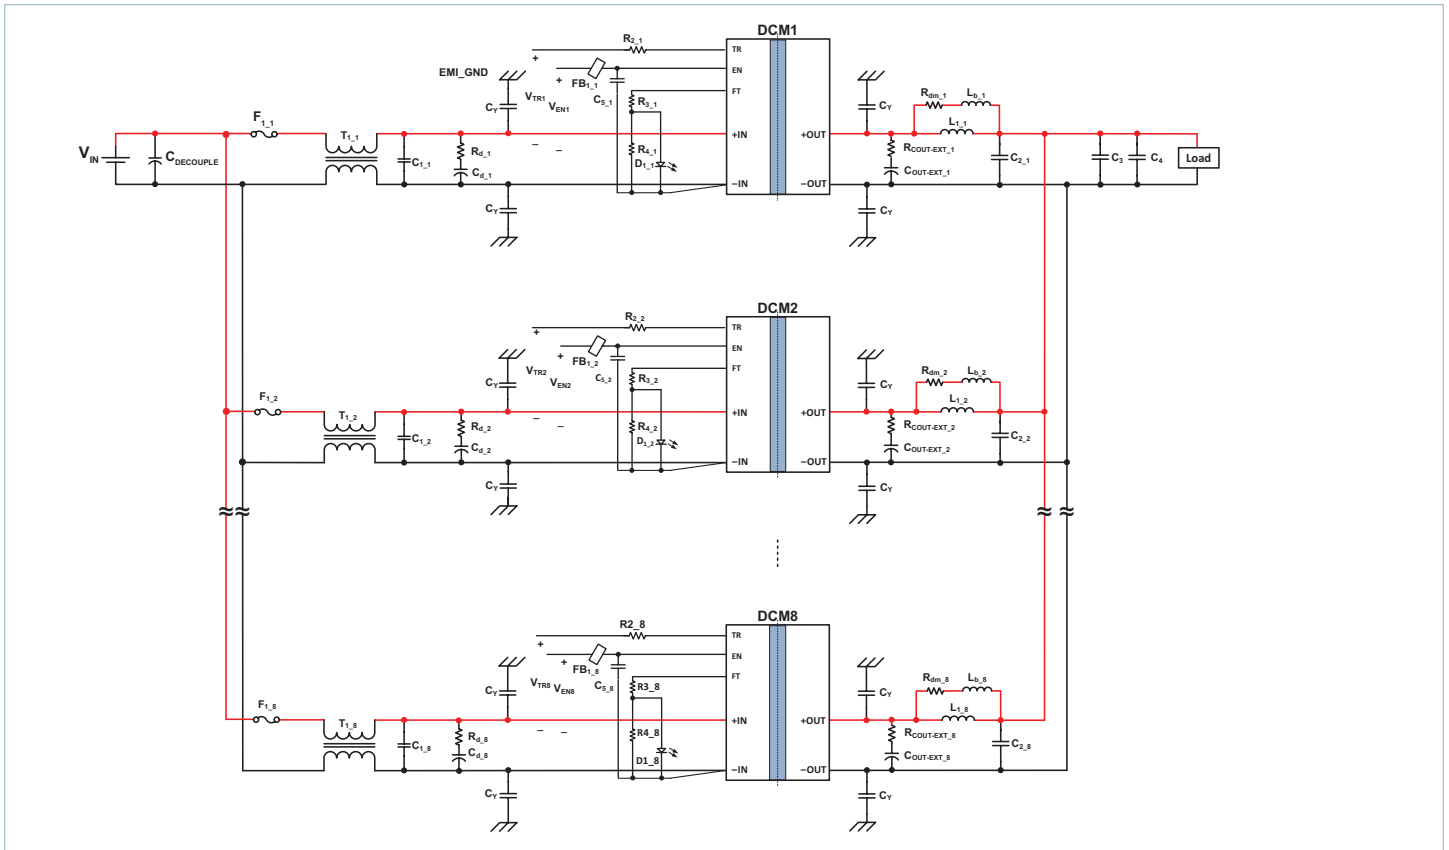 DCM1
R2_1
TR
+
EMI_GND
+
FB1_1
EN
VTR1
VEN1
C5_1
FT
R3_1
CY
CY
Rdm_1
Lb_1
F1_1
T1_1
L1_1
VIN
CDECOUPLE
C1_1
Rd_1
Cd_1
– –
R4_1
D1_1
+IN
+OUT
RCOUT-EXT_1
COUT-EXT_1
C2_1
C3
C4
Load
–IN
–OUT
CY
CY
DCM2
R2_2
TR
+
+
FB1_2
EN
VTR2
VEN2
C5_2
FT
R3_2
CY
CY
Rdm_2
Lb_2
F1_2
T1_2
L1_2
C1_2
Rd_2
Cd_2
– –
R4_2
D1_2
+IN
+OUT
RCOUT-EXT_2
COUT-EXT_2
C2_2
–IN
–OUT
CY
CY
DCM8
R2_8
TR
+
+
FB1_8
EN
VTR8
VEN8
C5_8
FT
R3_8
CY
CY
Rdm_8
Lb_8
F1_8
T1_8
L1_8
C1_8
Rd_8
Cd_8
– –
R4_8
D1_8
+IN
+OUT
RCOUT-EXT_8
COUT-EXT_8
C2_8
–IN
–OUT
CY
CY